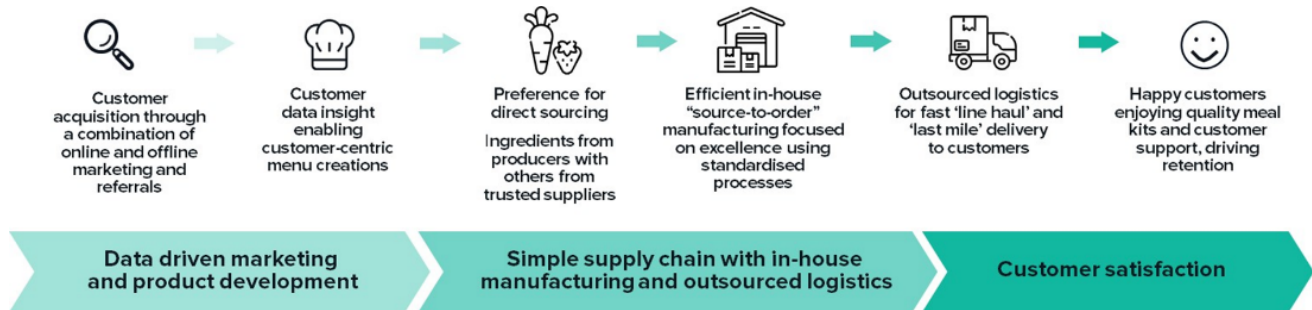 Customer
acquisition through
a combination of
online and offline
marketing and
referrals
Customer
data insight
enabling
customer-centric
menu creations
Preference for
direct sourcing
Ingredients from
producers with
others from
trusted suppliers
Efficient in-house
“source-to-order”
manufacturing focused
on excellence using
standardised
processes
Outsourced logistics
for fast ‘line haul’ and
‘last mile’ delivery
to customers
Happy customers
enjoying quality meal
kits and customer
support, driving
retention
Data driven marketing
and product development
Simple supply chain with in-house
manufacturing and outsourced logistics
Customer satisfaction